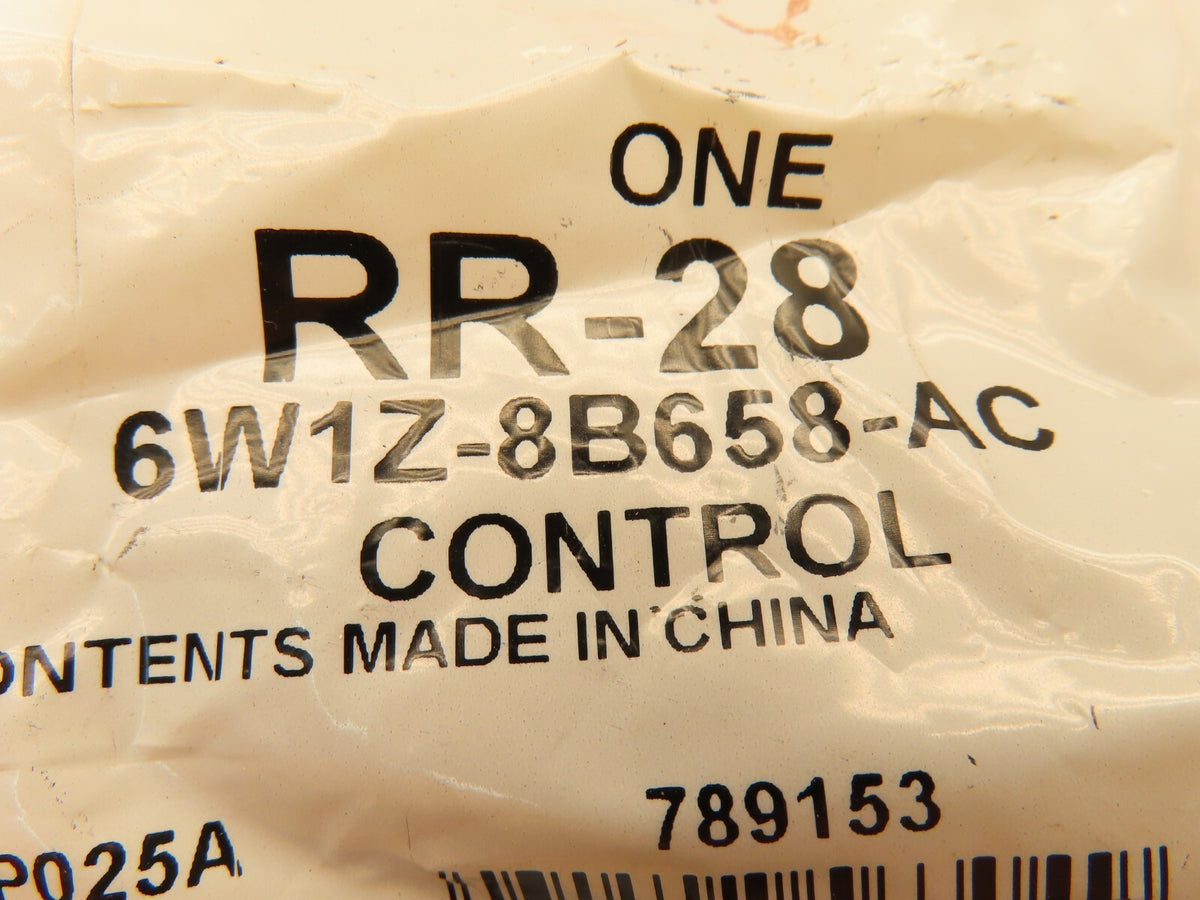 ONE
RR-28
6W1Z-8B658-AC
CONTROL
ONTENTS MADE IN CHINA
789153
P025A